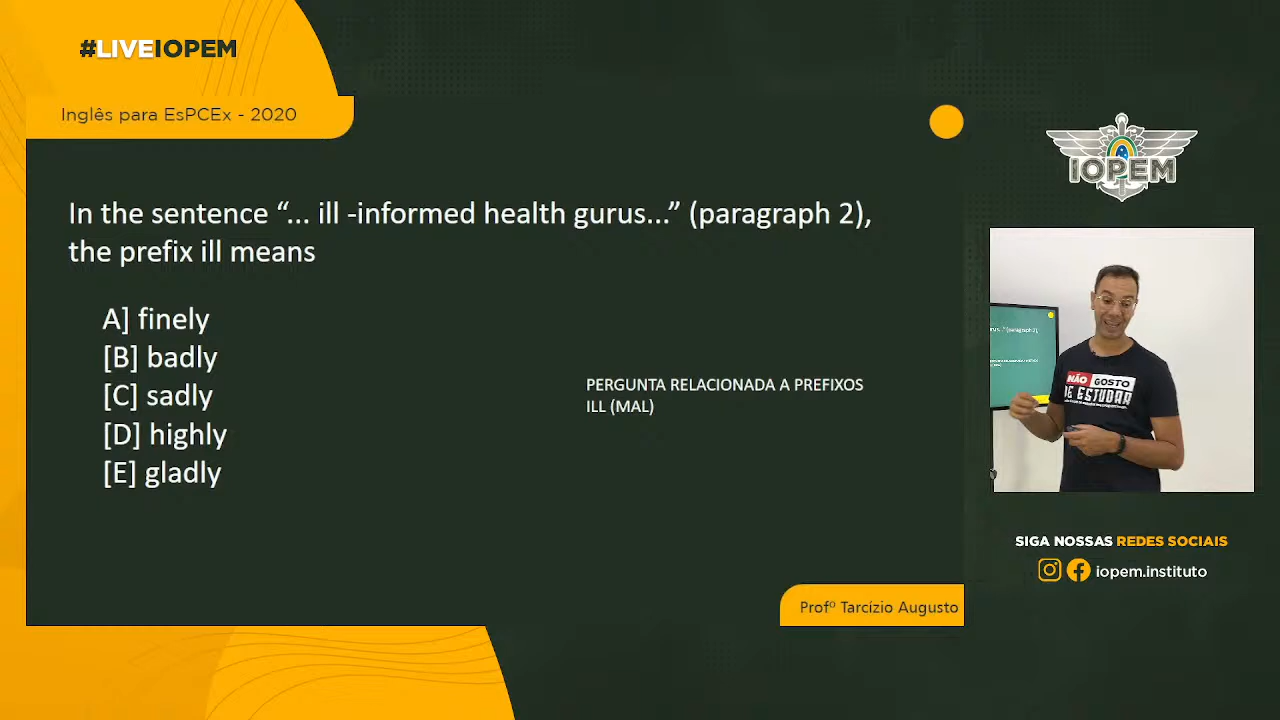 #LIVEIOPEM
Inglês para EsPCEx - 2020
In the sentence “... ill -informed health gurus...” (paragraph 2),
the prefix ill means
A] finely
[B] badly
[C] sadly
[D] highly
[E] gladly
PERGUNTA RELACIONADA A PREFIXOS
ILL (MAL)
Profº Tarcízio Augusto
IOPEM
NÃO GOSTO
DE ESTUDAR
SIGA NOSSAS REDES SOCIAIS
iopem.instituto